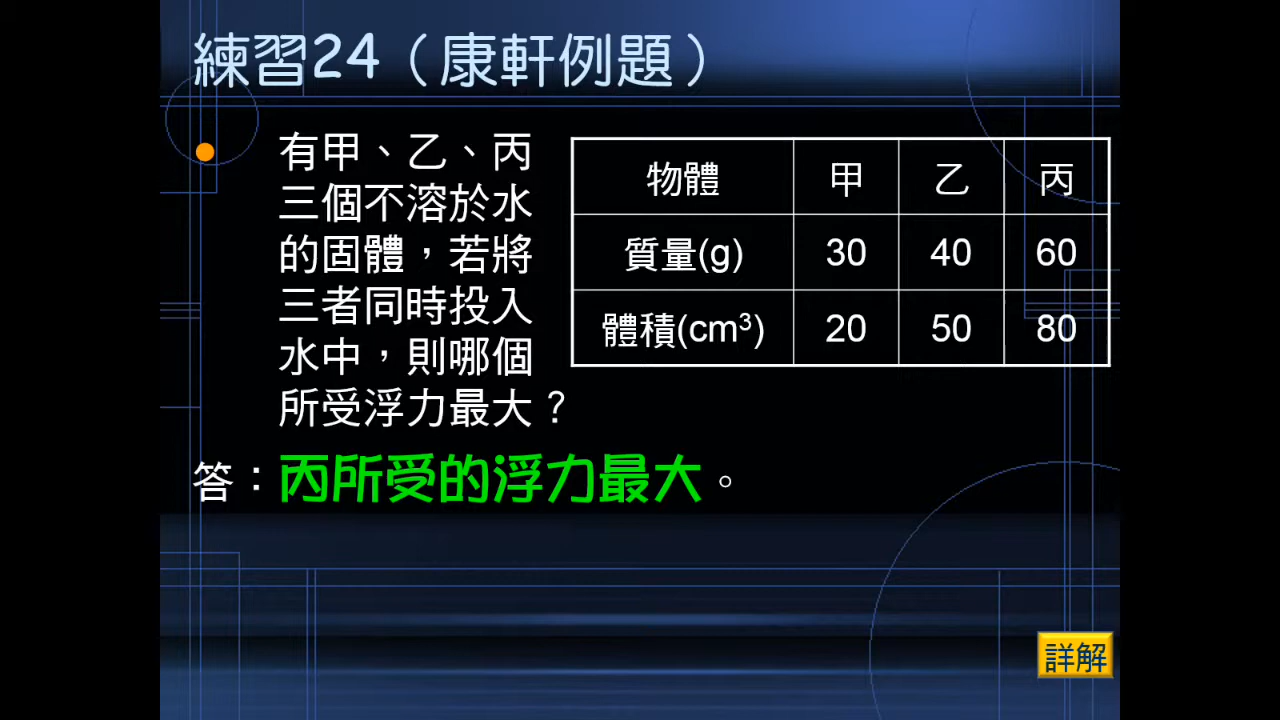 練習24（康軒例題）
有甲、乙、丙
三個不溶於水
的固體，若將
三者同時投入
水中，則哪個
所受浮力最大？
物體 甲 乙 丙
質量(g) 30 40 60
體積(cm³) 20 50 80
答：丙所受的浮力最大。
詳解